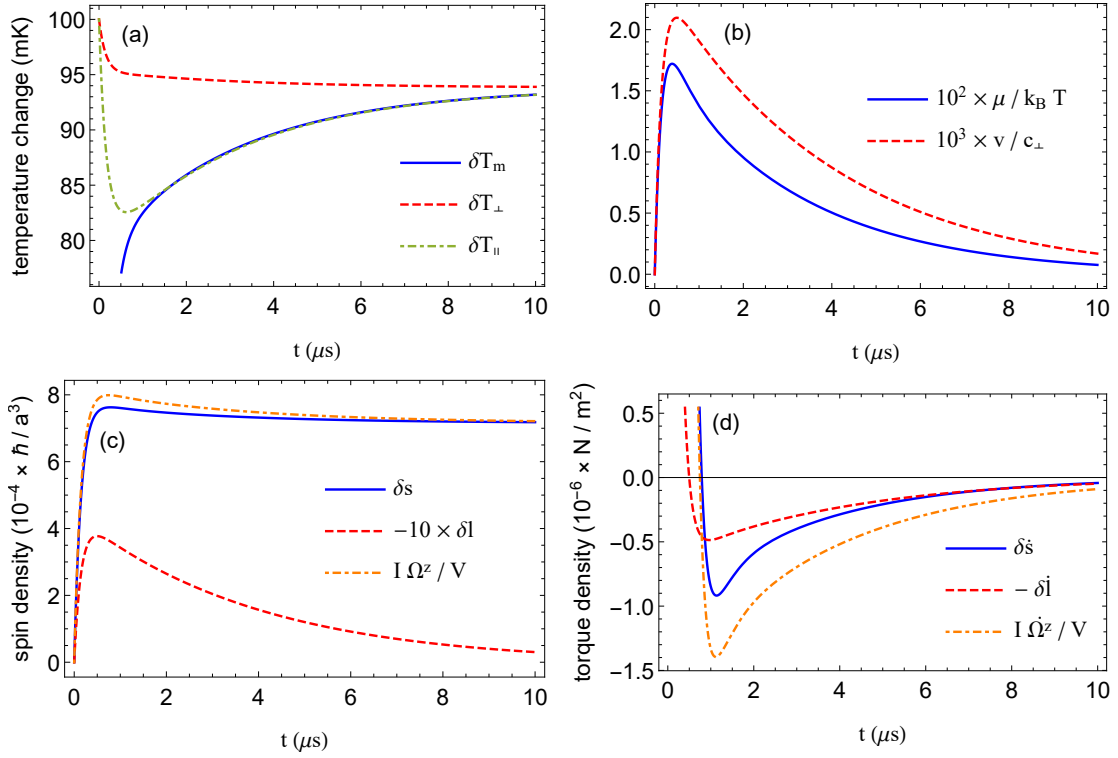 temperature change (mK)
100
95
90
85
80
(a)
δTₘ
δT⊥
δT∥
0 2 4 6 8 10
t (μs)
2.0
1.5
1.0
0.5
0.0
(b)
10² × μ / k_B T
10³ × v / c⊥
0 2 4 6 8 10
t (μs)
spin density (10⁻⁴ × ℏ / a³)
8
6
4
2
0
(c)
δs
−10 × δl
I Ωᶻ / V
0 2 4 6 8 10
t (μs)
torque density (10⁻⁶ × N / m²)
0.5
0.0
-0.5
-1.0
-1.5
(d)
δṡ
− δl̇
I Ω̇ᶻ / V
0 2 4 6 8 10
t (μs)